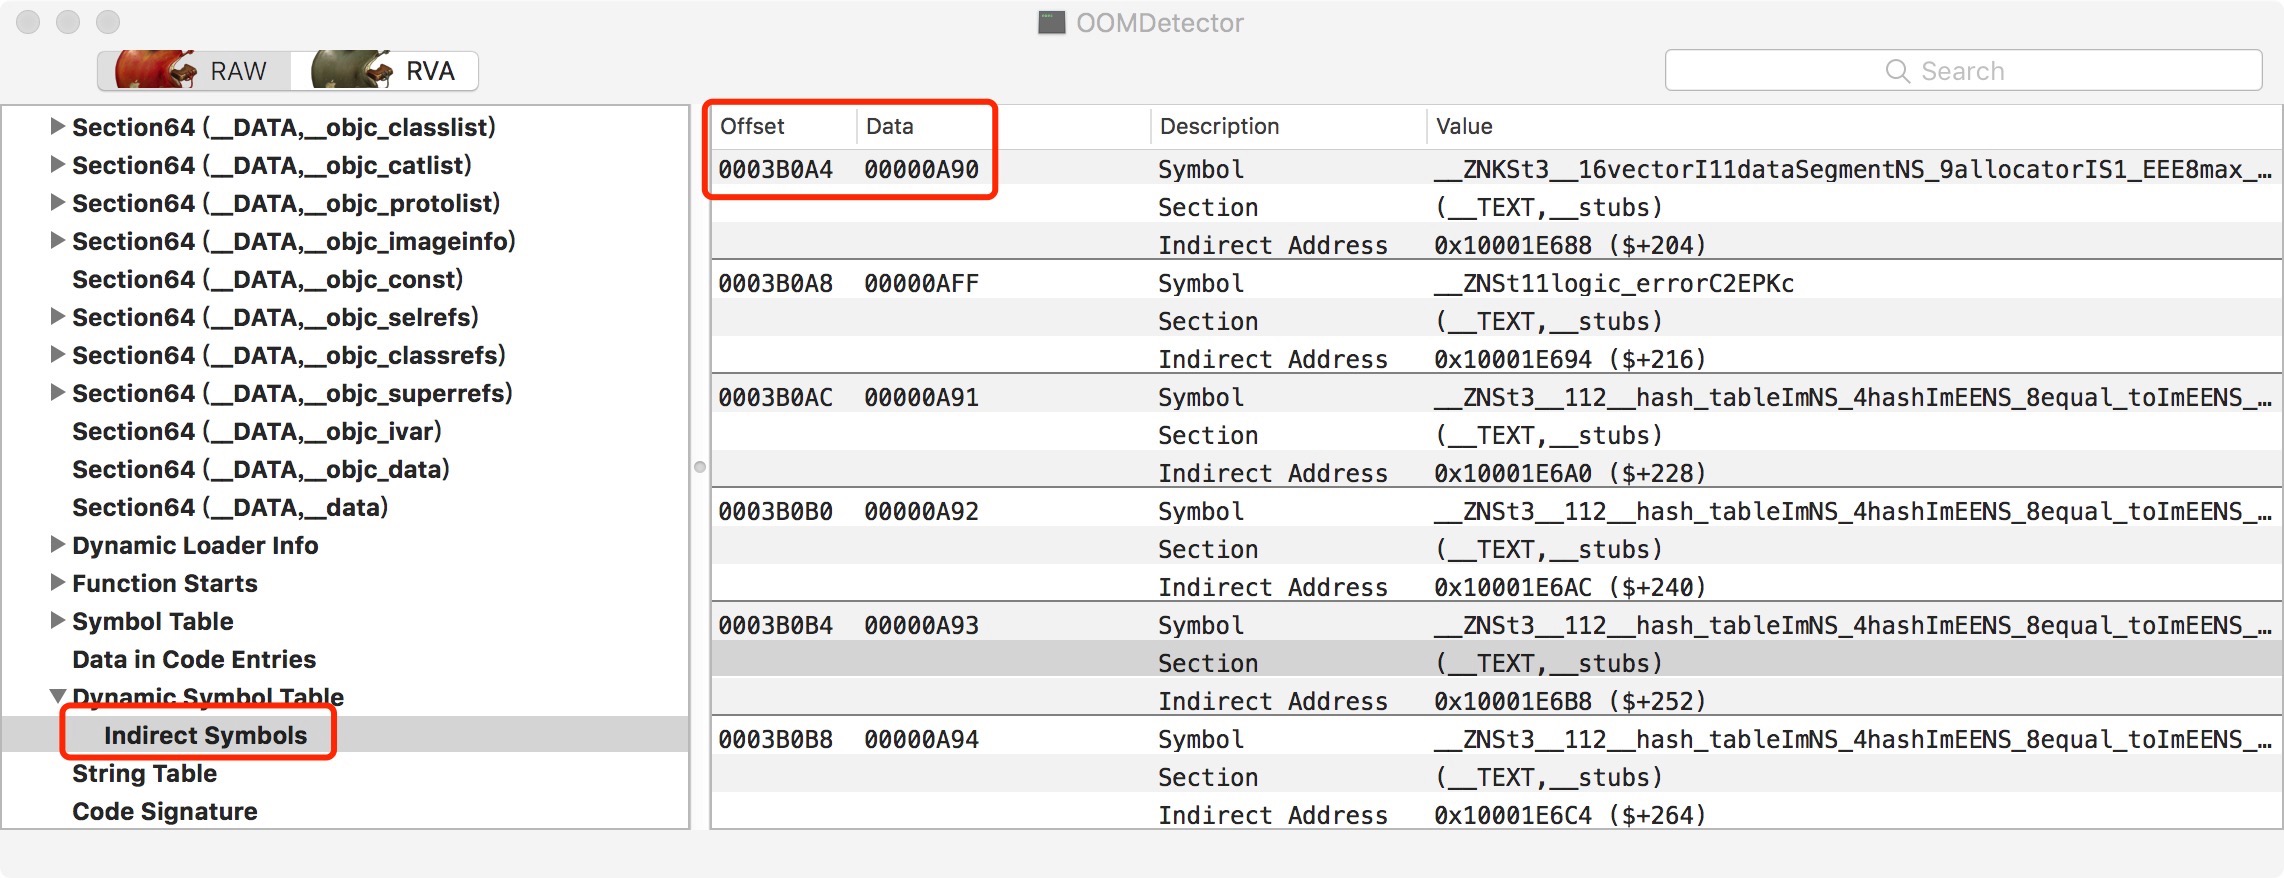 OOMDetector
RAW RVA
Search
Section64 (__DATA,__objc_classlist)
Section64 (__DATA,__objc_catlist)
Section64 (__DATA,__objc_protolist)
Section64 (__DATA,__objc_imageinfo)
Section64 (__DATA,__objc_const)
Section64 (__DATA,__objc_selrefs)
Section64 (__DATA,__objc_classrefs)
Section64 (__DATA,__objc_superrefs)
Section64 (__DATA,__objc_ivar)
Section64 (__DATA,__objc_data)
Section64 (__DATA,__data)
Dynamic Loader Info
Function Starts
Symbol Table
Data in Code Entries
Dynamic Symbol Table
Indirect Symbols
String Table
Code Signature
Offset Data Description Value
0003B0A4 00000A90 Symbol __ZNKSt3__16vectorI11dataSegmentNS_9allocatorIS1_EEE8max_…
Section (__TEXT,__stubs)
Indirect Address 0x10001E688 ($+204)
0003B0A8 00000AFF Symbol __ZNSt11logic_errorC2EPKc
Section (__TEXT,__stubs)
Indirect Address 0x10001E694 ($+216)
0003B0AC 00000A91 Symbol __ZNSt3__112__hash_tableImNS_4hashImEENS_8equal_toImEENS_…
Section (__TEXT,__stubs)
Indirect Address 0x10001E6A0 ($+228)
0003B0B0 00000A92 Symbol __ZNSt3__112__hash_tableImNS_4hashImEENS_8equal_toImEENS_…
Section (__TEXT,__stubs)
Indirect Address 0x10001E6AC ($+240)
0003B0B4 00000A93 Symbol __ZNSt3__112__hash_tableImNS_4hashImEENS_8equal_toImEENS_…
Section (__TEXT,__stubs)
Indirect Address 0x10001E6B8 ($+252)
0003B0B8 00000A94 Symbol __ZNSt3__112__hash_tableImNS_4hashImEENS_8equal_toImEENS_…
Section (__TEXT,__stubs)
Indirect Address 0x10001E6C4 ($+264)